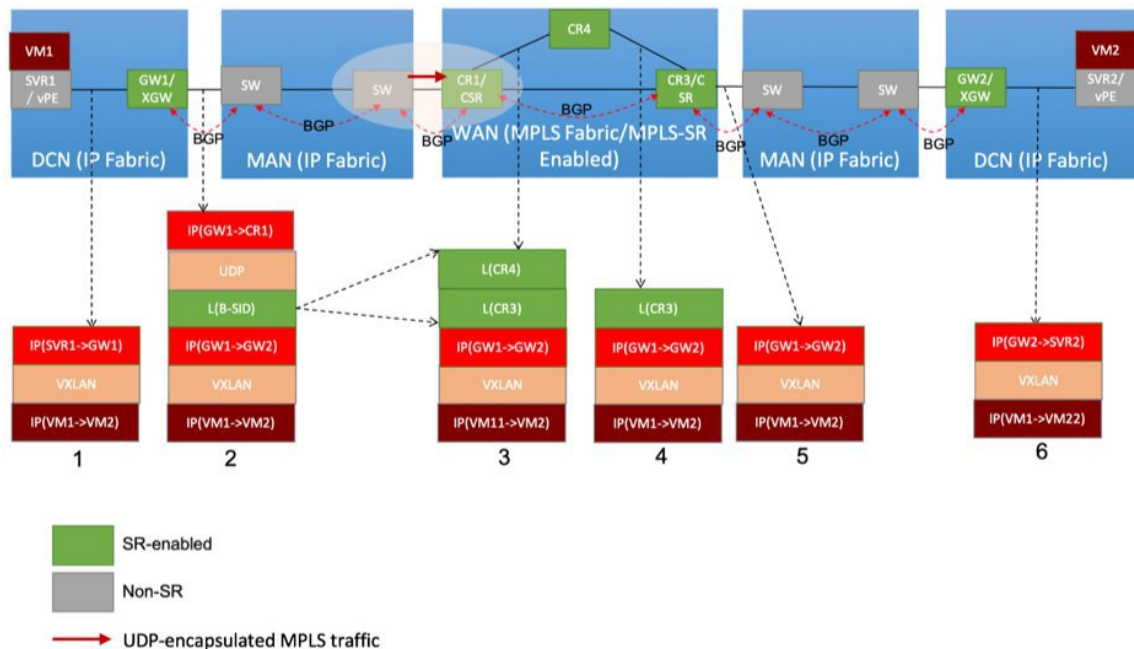 CR4
VM1
VM2
SVR1
/ vPE
GW1/
XGW
SW
SW
CR1/
CSR
CR3/C
SR
SW
SW
GW2/
XGW
SVR2/
vPE
BGP
BGP
BGP
BGP
BGP
BGP
BGP
DCN (IP Fabric)
MAN (IP Fabric)
WAN (MPLS Fabric/MPLS-SR
Enabled)
MAN (IP Fabric)
DCN (IP Fabric)
IP(SVR1->GW1)
VXLAN
IP(VM1->VM2)
1
IP(GW1->CR1)
UDP
L(B-SID)
IP(GW1->GW2)
VXLAN
IP(VM1->VM2)
2
L(CR4)
L(CR3)
IP(GW1->GW2)
VXLAN
IP(VM11->VM2)
3
L(CR3)
IP(GW1->GW2)
VXLAN
IP(VM1->VM2)
4
IP(GW1->GW2)
VXLAN
IP(VM1->VM2)
5
IP(GW2->SVR2)
VXLAN
IP(VM1->VM22)
6
SR-enabled
Non-SR
UDP-encapsulated MPLS traffic